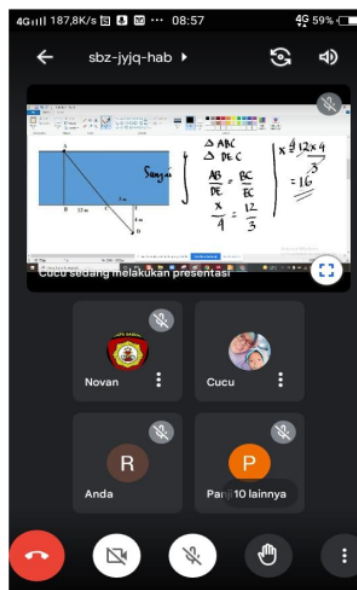 4G 187,8K/s 08:57 4G 59%
sbz-jyjq-hab
A
Sungai
B 12 m C 3 m E
4 m
D
△ ABC
△ DEC
AB/DE = BC/EC
x/4 = 12/3
x = 12 x 4 / 3
= 16
Cucu sedang melakukan presentasi
Novan
Cucu
R
Anda
P
Panji 10 lainnya